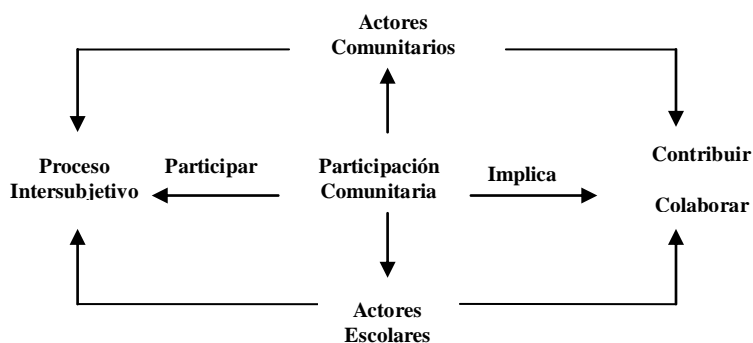 Actores
Comunitarios
Proceso
Intersubjetivo
Participar
Participación
Comunitaria
Implica
Contribuir
Colaborar
Actores
Escolares